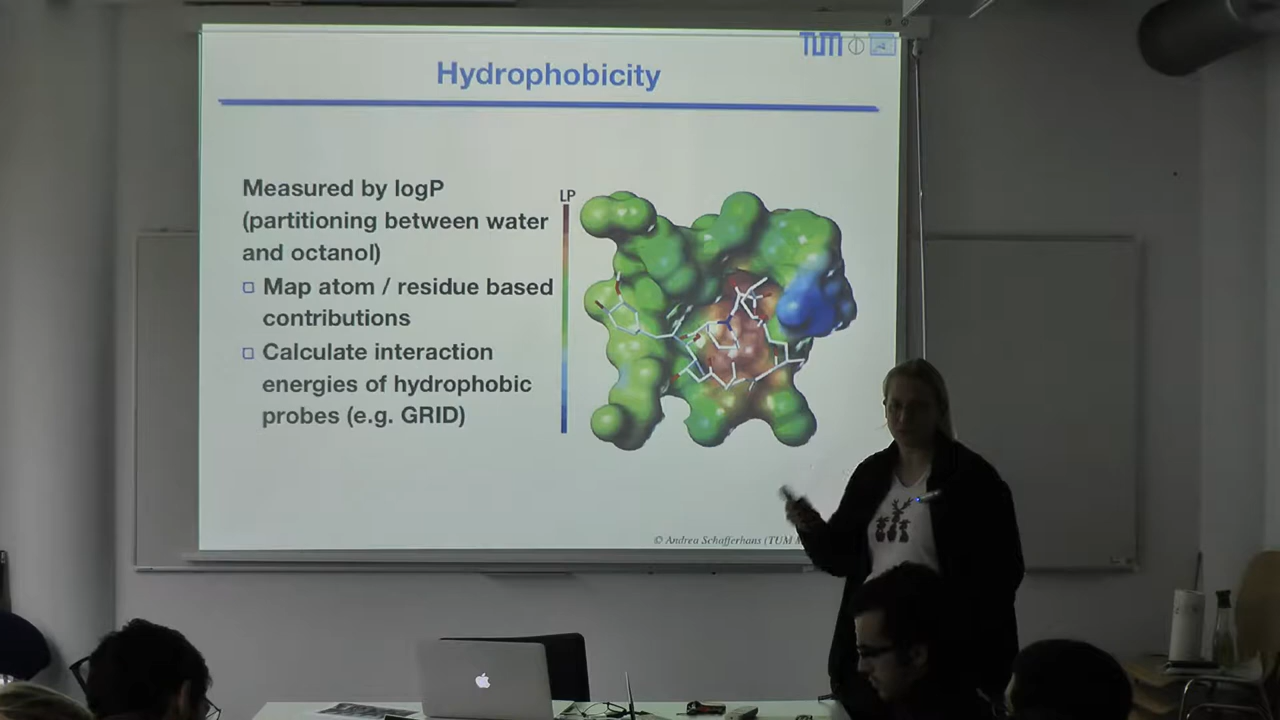 TUM
Hydrophobicity
Measured by logP
(partitioning between water
and octanol)
Map atom / residue based
contributions
Calculate interaction
energies of hydrophobic
probes (e.g. GRID)
LP
© Andrea Schafferhans (TUM